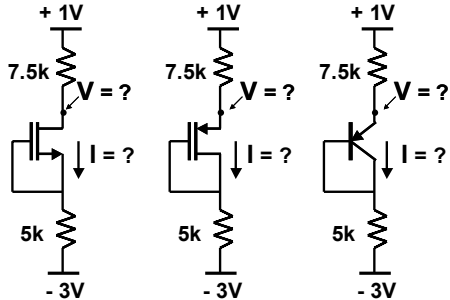 + 1V + 1V + 1V
7.5k 7.5k 7.5k
V = ? V = ? V = ?
I = ? I = ? I = ?
5k 5k 5k
- 3V - 3V - 3V